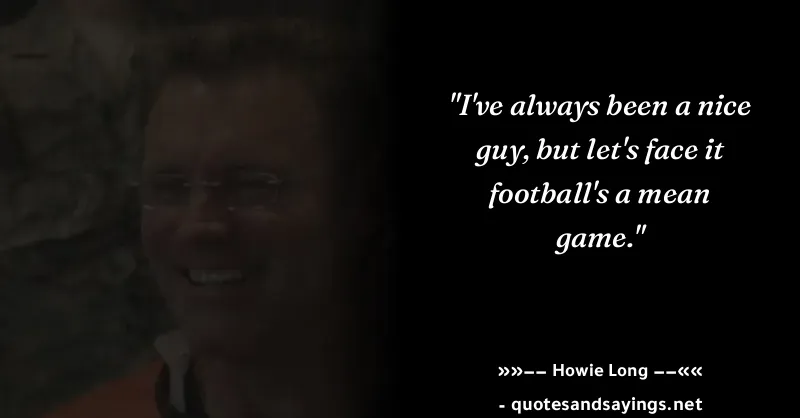 "I've always been a nice
guy, but let's face it
football's a mean
game."
»»–– Howie Long ––««
- quotesandsayings.net